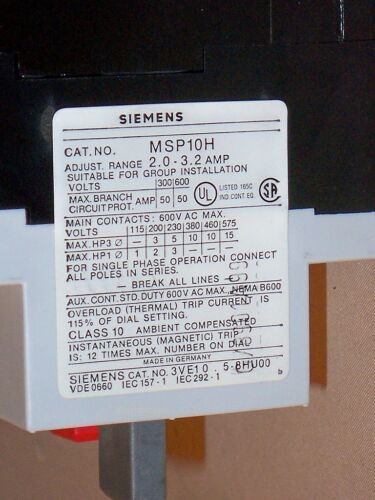 SIEMENS
CAT. NO. MSP10H
ADJUST. RANGE 2.0 - 3.2 AMP
SUITABLE FOR GROUP INSTALLATION
VOLTS 300 600
MAX. BRANCH CIRCUIT PROT. AMP 50 50
UL LISTED 165G
IND. CONT. EQ.
MAIN CONTACTS : 600V AC MAX.
VOLTS 115 200 230 380 460 575
MAX. HP3 Ø — 3 5 10 10 15
MAX. HP1 Ø 1 2 3 — — —
FOR SINGLE PHASE OPERATION CONNECT
ALL POLES IN SERIES.
— BREAK ALL LINES —
AUX. CONT. STD. DUTY 600V AC MAX. NEMA B600
OVERLOAD (THERMAL) TRIP CURRENT IS
115% OF DIAL SETTING.
CLASS 10 AMBIENT COMPENSATED
INSTANTANEOUS (MAGNETIC) TRIP
IS: 12 TIMES MAX. NUMBER ON DIAL
MADE IN GERMANY
SIEMENS CAT. NO. 3VE10 . 5-8HU00
VDE 0660 IEC 157-1 IEC 292-1 b